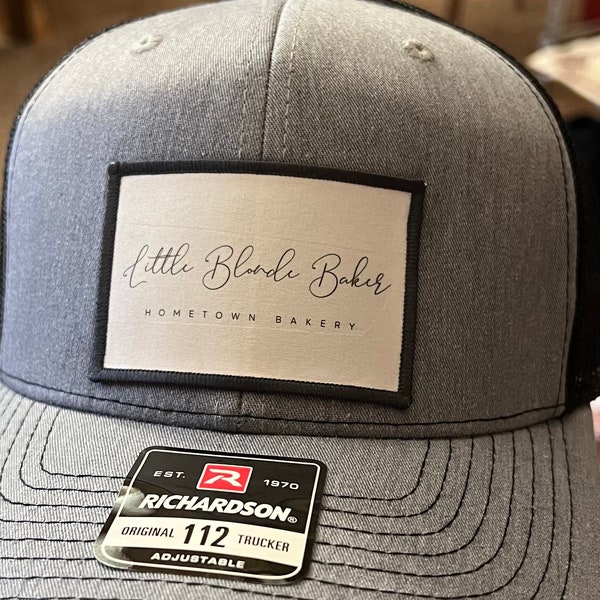 Little Blonde Baker
HOMETOWN BAKERY
EST. R 1970
RICHARDSON®
ORIGINAL 112 TRUCKER
ADJUSTABLE